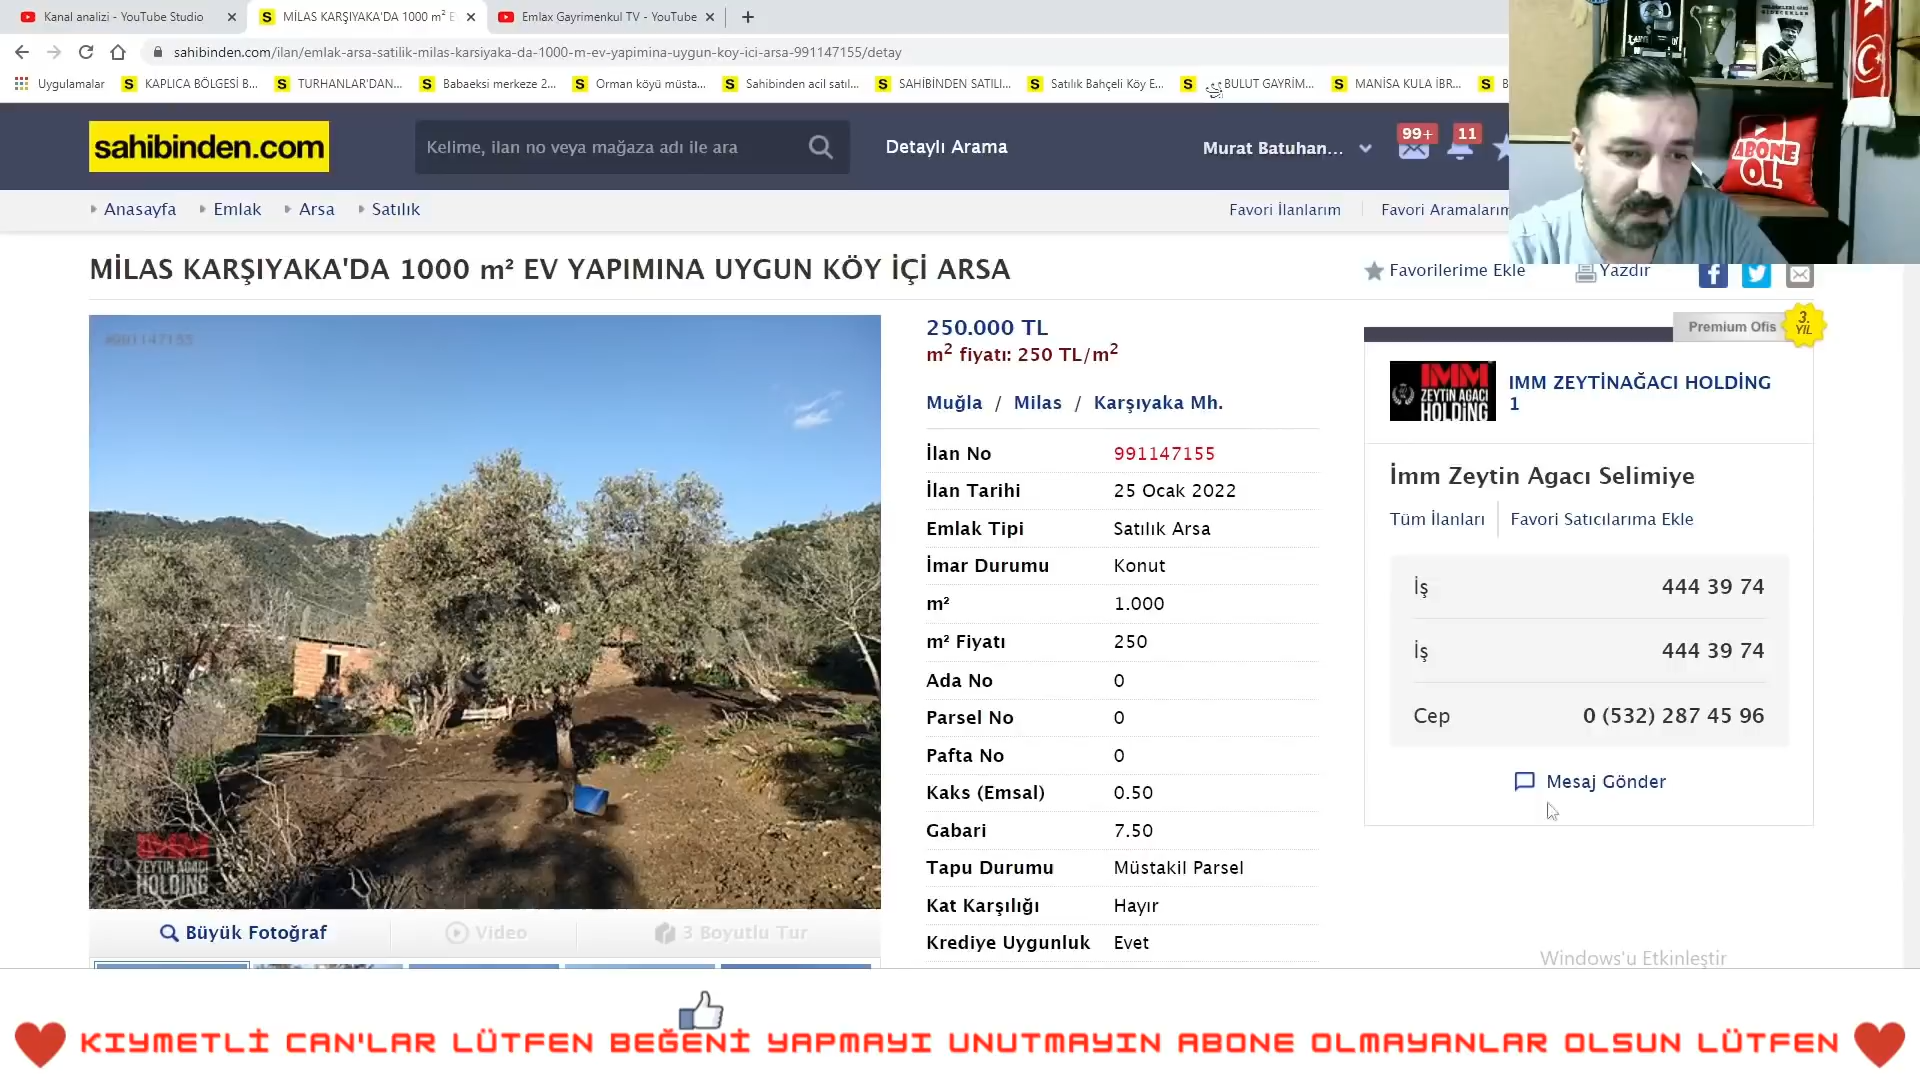 Kanal analizi - YouTube Studio
MİLAS KARŞIYAKA'DA 1000 m² E
Emlax Gayrimenkul TV - YouTube
sahibinden.com/ilan/emlak-arsa-satilik-milas-karsiyaka-da-1000-m-ev-yapimina-uygun-koy-ici-arsa-991147155/detay
Uygulamalar
KAPLICA BÖLGESİ B...
TURHANLAR'DAN...
Babaeksi merkeze 2...
Orman köyü müsta...
Sahibinden acil satıl...
SAHİBİNDEN SATILI...
Satılık Bahçeli Köy E...
BULUT GAYRİM...
MANİSA KULA İBR...
sahibinden.com
Kelime, ilan no veya mağaza adı ile ara
Detaylı Arama
Murat Batuhan...
99+
11
ABONE
OL
Anasayfa
Emlak
Arsa
Satılık
Favori İlanlarım
Favori Aramalarım
MİLAS KARŞIYAKA'DA 1000 m² EV YAPIMINA UYGUN KÖY İÇİ ARSA
Favorilerime Ekle
Yazdır
#991147155
250.000 TL
m² fiyatı: 250 TL/m²
Muğla / Milas / Karşıyaka Mh.
İlan No 991147155
İlan Tarihi 25 Ocak 2022
Emlak Tipi Satılık Arsa
İmar Durumu Konut
m² 1.000
m² Fiyatı 250
Ada No 0
Parsel No 0
Pafta No 0
Kaks (Emsal) 0.50
Gabari 7.50
Tapu Durumu Müstakil Parsel
Kat Karşılığı Hayır
Krediye Uygunluk Evet
Premium Ofis
3.
YIL
IMM
ZEYTİN AĞACI
HOLDİNG
IMM ZEYTİNAĞACI HOLDİNG
1
İmm Zeytin Agacı Selimiye
Tüm İlanları
Favori Satıcılarıma Ekle
İş 444 39 74
İş 444 39 74
Cep 0 (532) 287 45 96
Mesaj Gönder
IMM
ZEYTİN AĞACI
HOLDİNG
Büyük Fotoğraf
Video
3 Boyutlu Tur
Windows'u Etkinleştir
KIYMETLİ CAN'LAR LÜTFEN BEĞENİ YAPMAYI UNUTMAYIN ABONE OLMAYANLAR OLSUN LÜTFEN